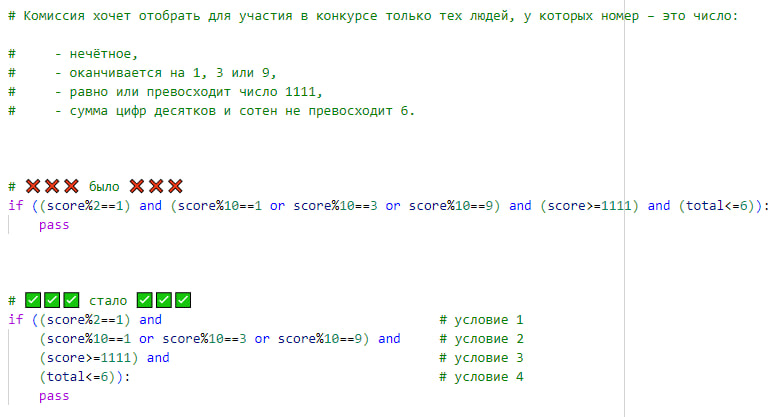 # Комиссия хочет отобрать для участия в конкурсе только тех людей, у которых номер – это число:
#     - нечётное,
#     - оканчивается на 1, 3 или 9,
#     - равно или превосходит число 1111,
#     - сумма цифр десятков и сотен не превосходит 6.
# ❌❌❌ было ❌❌❌
if ((score%2==1) and (score%10==1 or score%10==3 or score%10==9) and (score>=1111) and (total<=6)):
    pass
# ✅✅✅ стало ✅✅✅
if ((score%2==1) and                                    # условие 1
    (score%10==1 or score%10==3 or score%10==9) and     # условие 2
    (score>=1111) and                                   # условие 3
    (total<=6)):                                        # условие 4
    pass